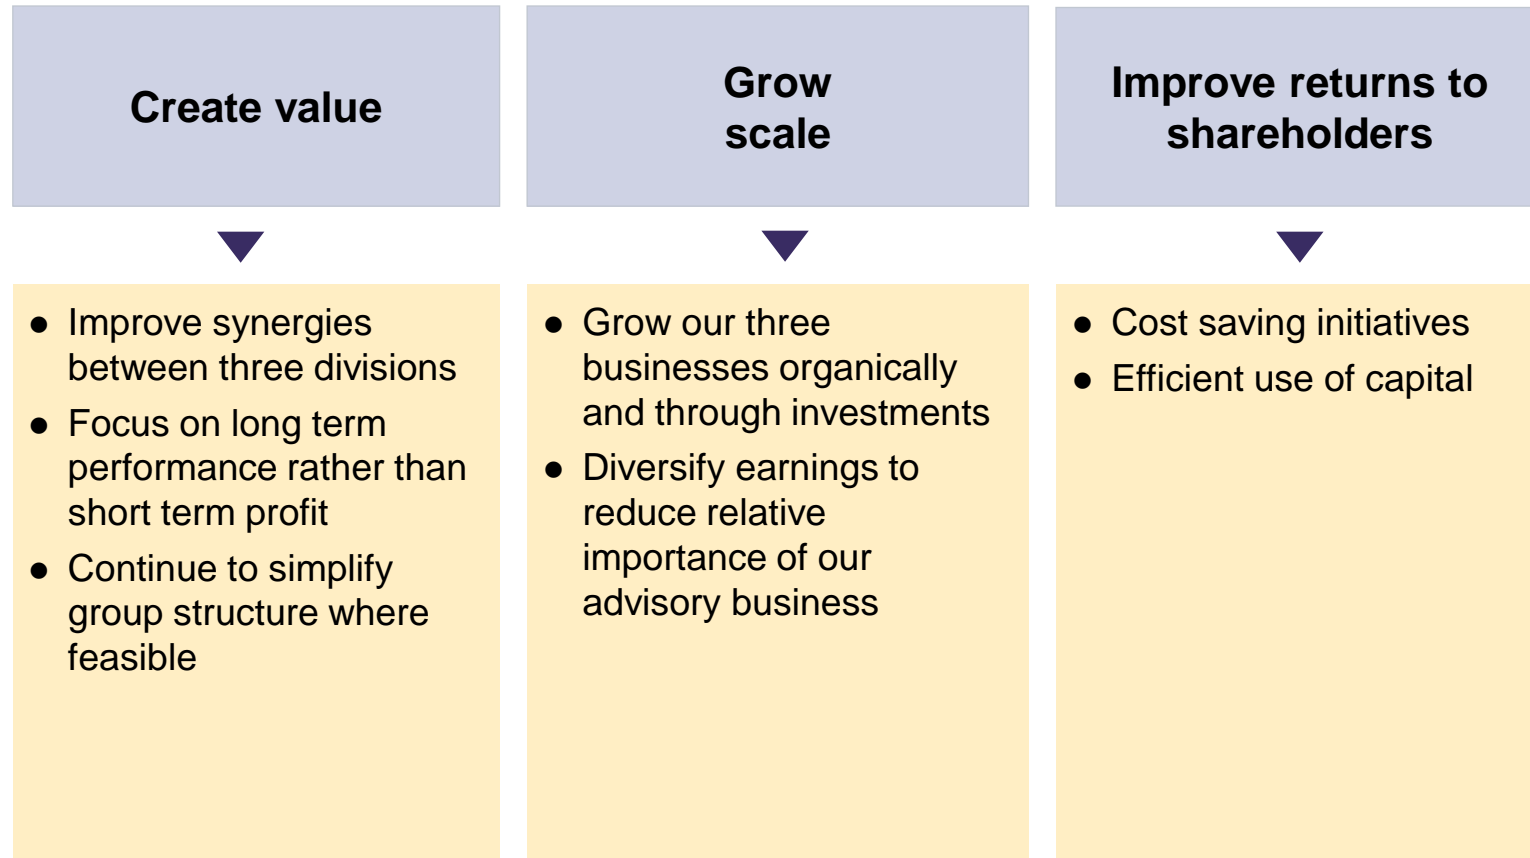 Create value
● Improve synergies
between three divisions
● Focus on long term
performance rather than
short term profit
● Continue to simplify
group structure where
feasible
Grow
scale
● Grow our three
businesses organically
and through investments
● Diversify earnings to
reduce relative
importance of our
advisory business
Improve returns to
shareholders
● Cost saving initiatives
● Efficient use of capital